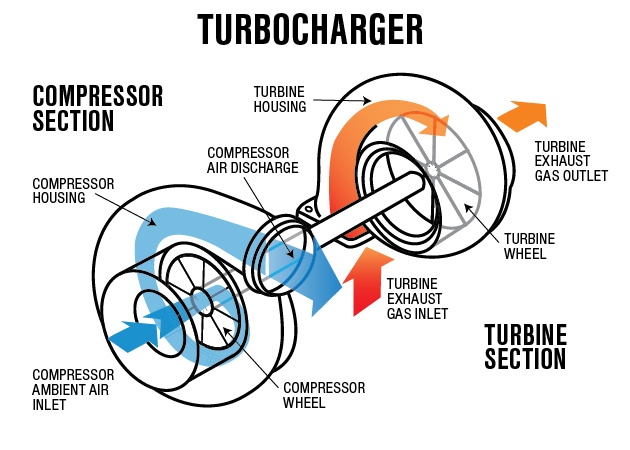 TURBOCHARGER
COMPRESSOR
SECTION
TURBINE
HOUSING
COMPRESSOR
AIR DISCHARGE
COMPRESSOR
HOUSING
TURBINE
EXHAUST
GAS OUTLET
TURBINE
WHEEL
TURBINE
EXHAUST
GAS INLET
TURBINE
SECTION
COMPRESSOR
AMBIENT AIR
INLET
COMPRESSOR
WHEEL